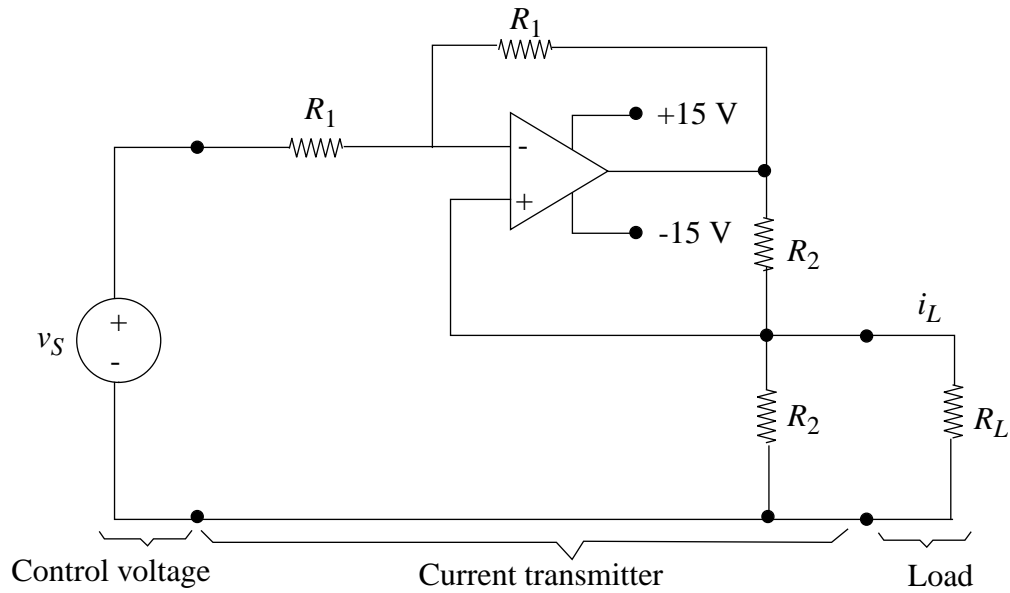 R1
R1
+15 V
-
+
-15 V
R2
iL
+
vS
-
R2
RL
Control voltage
Current transmitter
Load